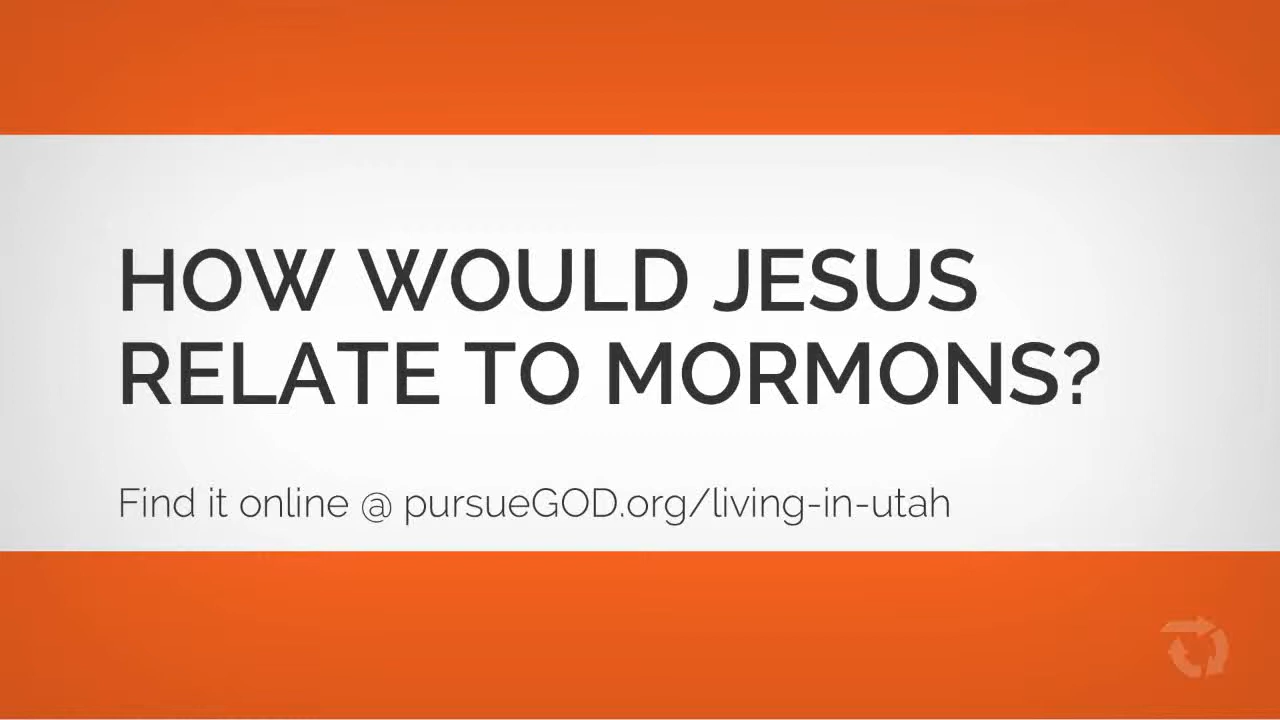 HOW WOULD JESUS
RELATE TO MORMONS?
Find it online @ pursueGOD.org/living-in-utah